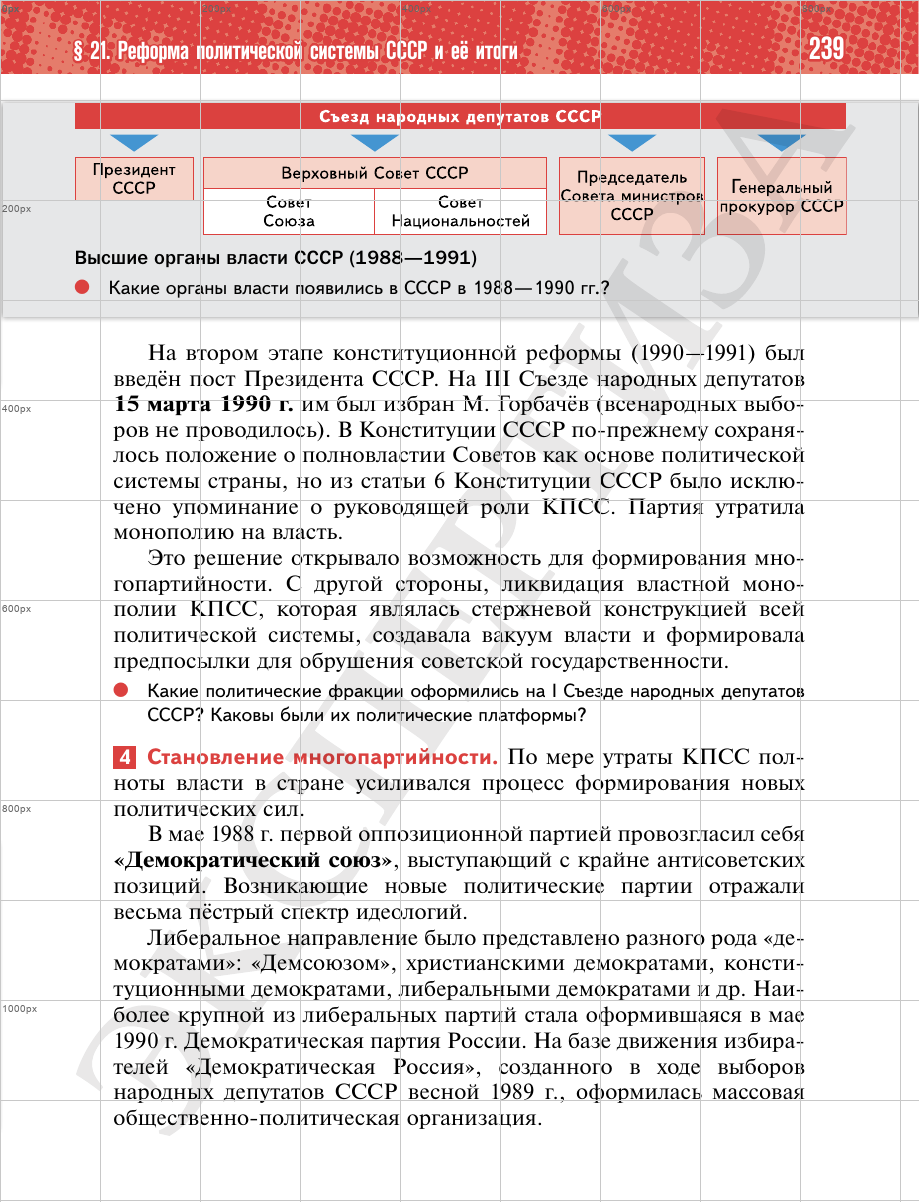 § 21. Реформа политической системы СССР и её итоги 239
Съезд народных депутатов СССР
Президент
СССР
Верховный Совет СССР
Совет
Союза
Совет
Национальностей
Председатель
Совета министров
СССР
Генеральный
прокурор СССР
200px
Высшие органы власти СССР (1988—1991)
Какие органы власти появились в СССР в 1988—1990 гг.?
На втором этапе конституционной реформы (1990—1991) был
введён пост Президента СССР. На III Съезде народных депутатов
400px
15 марта 1990 г. им был избран М. Горбачёв (всенародных выбо-
ров не проводилось). В Конституции СССР по-прежнему сохраня-
лось положение о полновластии Советов как основе политической
системы страны, но из статьи 6 Конституции СССР было исклю-
чено упоминание о руководящей роли КПСС. Партия утратила
монополию на власть.
Это решение открывало возможность для формирования мно-
гопартийности. С другой стороны, ликвидация властной моно-
600px
полии КПСС, которая являлась стержневой конструкцией всей
политической системы, создавала вакуум власти и формировала
предпосылки для обрушения советской государственности.
Какие политические фракции оформились на I Съезде народных депутатов
СССР? Каковы были их политические платформы?
4 Становление многопартийности. По мере утраты КПСС пол-
ноты власти в стране усиливался процесс формирования новых
800px
политических сил.
В мае 1988 г. первой оппозиционной партией провозгласил себя
«Демократический союз», выступающий с крайне антисоветских
позиций. Возникающие новые политические партии отражали
весьма пёстрый спектр идеологий.
Либеральное направление было представлено разного рода «де-
мократами»: «Демсоюзом», христианскими демократами, консти-
туционными демократами, либеральными демократами и др. Наи-
1000px
более крупной из либеральных партий стала оформившаяся в мае
1990 г. Демократическая партия России. На базе движения избира-
телей «Демократическая Россия», созданного в ходе выборов
народных депутатов СССР весной 1989 г., оформилась массовая
общественно-политическая организация.
ЭКСПЕРТИЗА